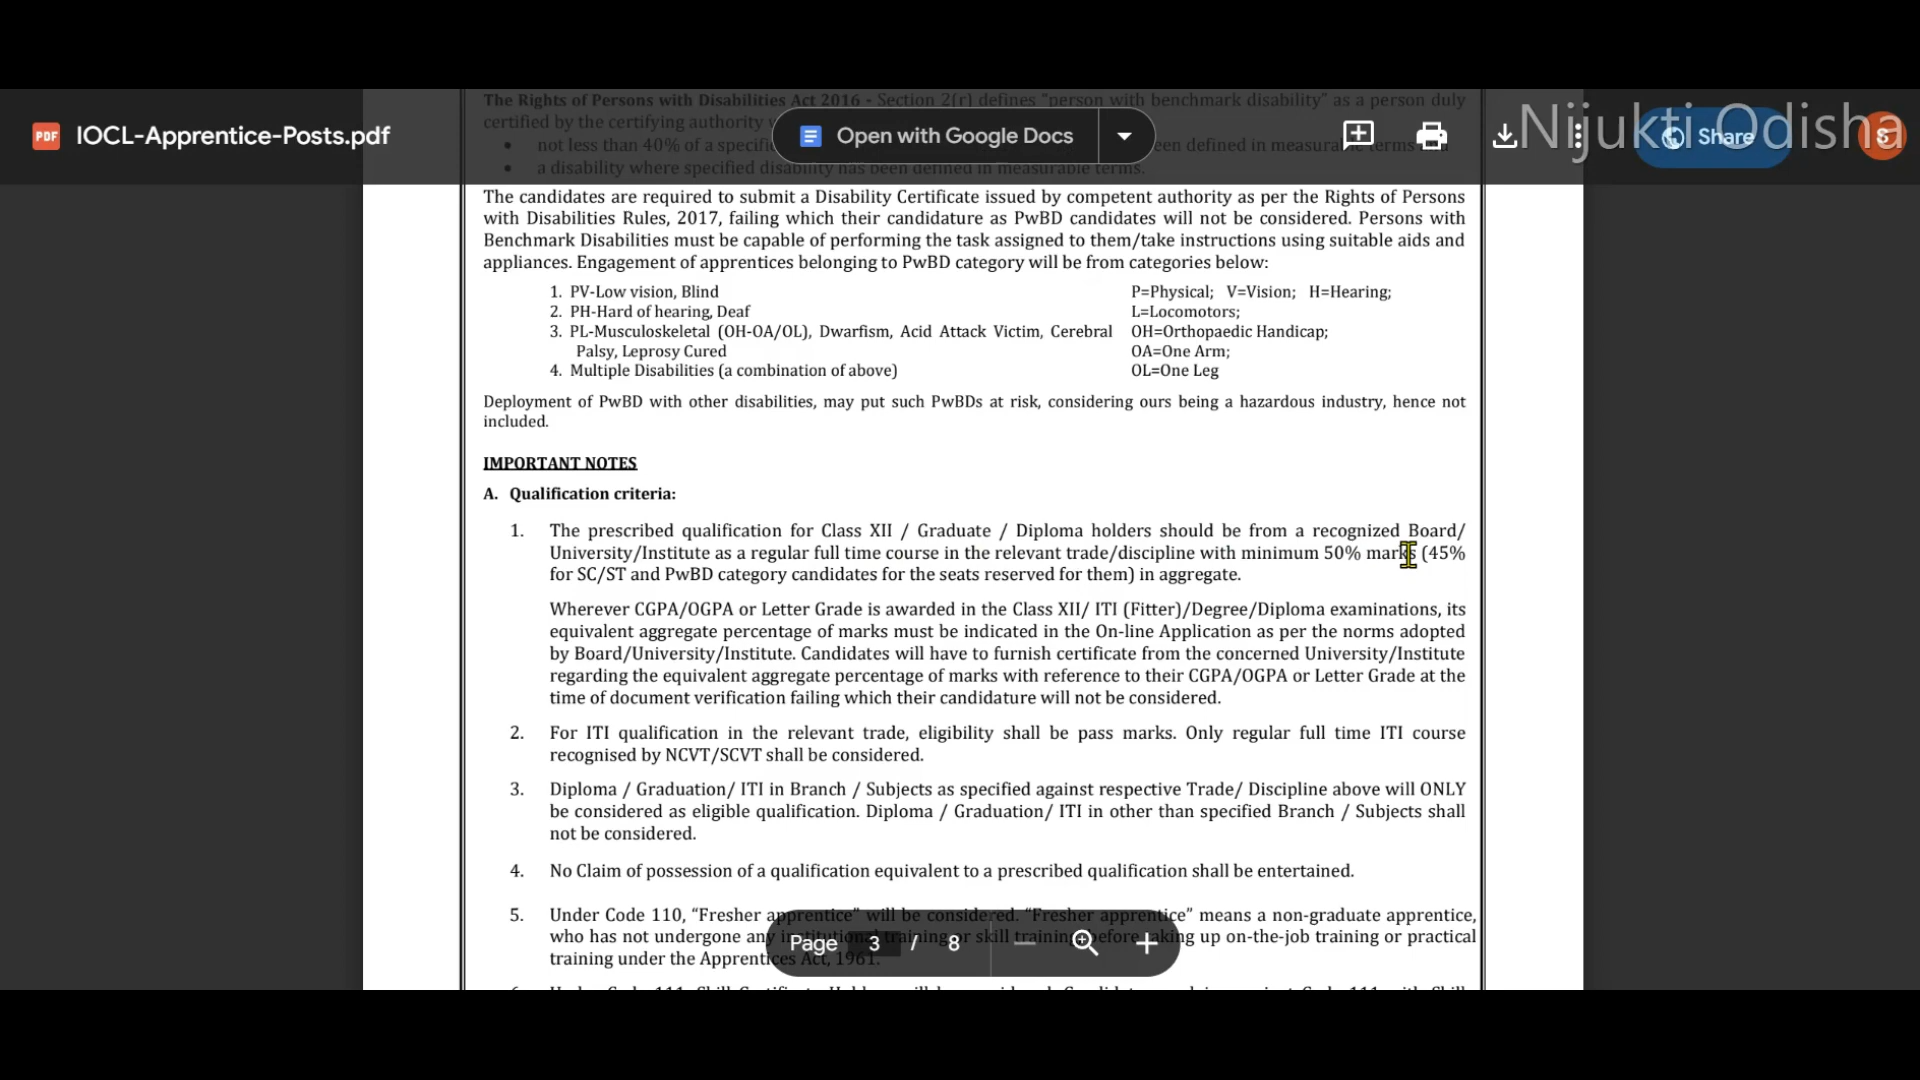 The Rights of Persons with Disabilities Act 2016 - Section 2(r) defines "person with benchmark disability" as a person duly
certified by the certifying authority
• not less than 40% of a specifi een defined in measurable terms
• a disability where specified disability has been defined in measurable terms.
PDF IOCL-Apprentice-Posts.pdf
Open with Google Docs
Share
S
Nijukti Odisha
The candidates are required to submit a Disability Certificate issued by competent authority as per the Rights of Persons
with Disabilities Rules, 2017, failing which their candidature as PwBD candidates will not be considered. Persons with
Benchmark Disabilities must be capable of performing the task assigned to them/take instructions using suitable aids and
appliances. Engagement of apprentices belonging to PwBD category will be from categories below:
1. PV-Low vision, Blind
2. PH-Hard of hearing, Deaf
3. PL-Musculoskeletal (OH-OA/OL), Dwarfism, Acid Attack Victim, Cerebral
Palsy, Leprosy Cured
4. Multiple Disabilities (a combination of above)
P=Physical; V=Vision; H=Hearing;
L=Locomotors;
OH=Orthopaedic Handicap;
OA=One Arm;
OL=One Leg
Deployment of PwBD with other disabilities, may put such PwBDs at risk, considering ours being a hazardous industry, hence not
included.
IMPORTANT NOTES
A. Qualification criteria:
1. The prescribed qualification for Class XII / Graduate / Diploma holders should be from a recognized Board/
University/Institute as a regular full time course in the relevant trade/discipline with minimum 50% marks (45%
for SC/ST and PwBD category candidates for the seats reserved for them) in aggregate.
Wherever CGPA/OGPA or Letter Grade is awarded in the Class XII/ ITI (Fitter)/Degree/Diploma examinations, its
equivalent aggregate percentage of marks must be indicated in the On-line Application as per the norms adopted
by Board/University/Institute. Candidates will have to furnish certificate from the concerned University/Institute
regarding the equivalent aggregate percentage of marks with reference to their CGPA/OGPA or Letter Grade at the
time of document verification failing which their candidature will not be considered.
2. For ITI qualification in the relevant trade, eligibility shall be pass marks. Only regular full time ITI course
recognised by NCVT/SCVT shall be considered.
3. Diploma / Graduation/ ITI in Branch / Subjects as specified against respective Trade/ Discipline above will ONLY
be considered as eligible qualification. Diploma / Graduation/ ITI in other than specified Branch / Subjects shall
not be considered.
4. No Claim of possession of a qualification equivalent to a prescribed qualification shall be entertained.
5. Under Code 110, "Fresher apprentice" will be considered. "Fresher apprentice" means a non-graduate apprentice,
who has not undergone any institutional training or skill training before taking up on-the-job training or practical
training under the Apprentices Act, 1961.
Page 3 / 8